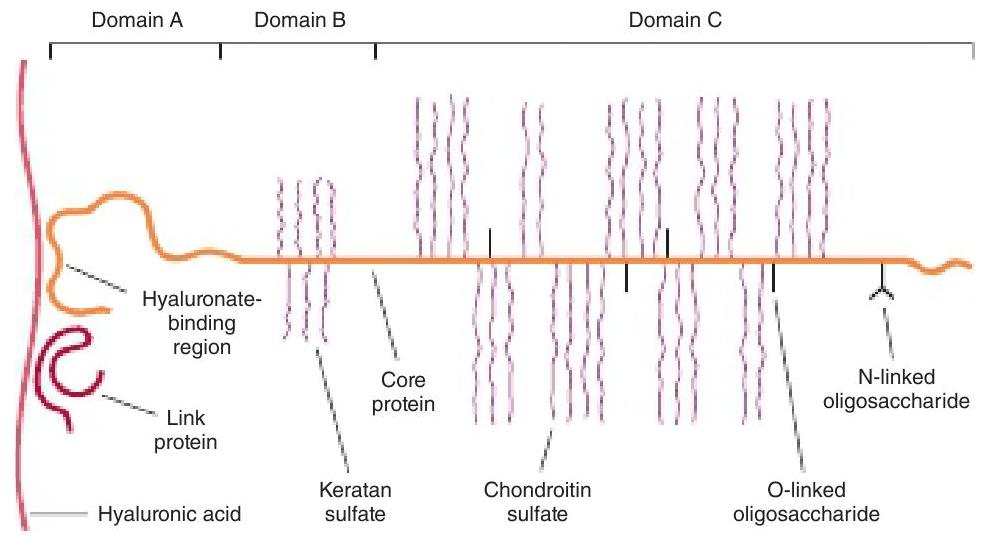 Domain A
Domain B
Domain C
Hyaluronate-
binding
region
Link
protein
Hyaluronic acid
Core
protein
Keratan
sulfate
Chondroitin
sulfate
O-linked
oligosaccharide
N-linked
oligosaccharide